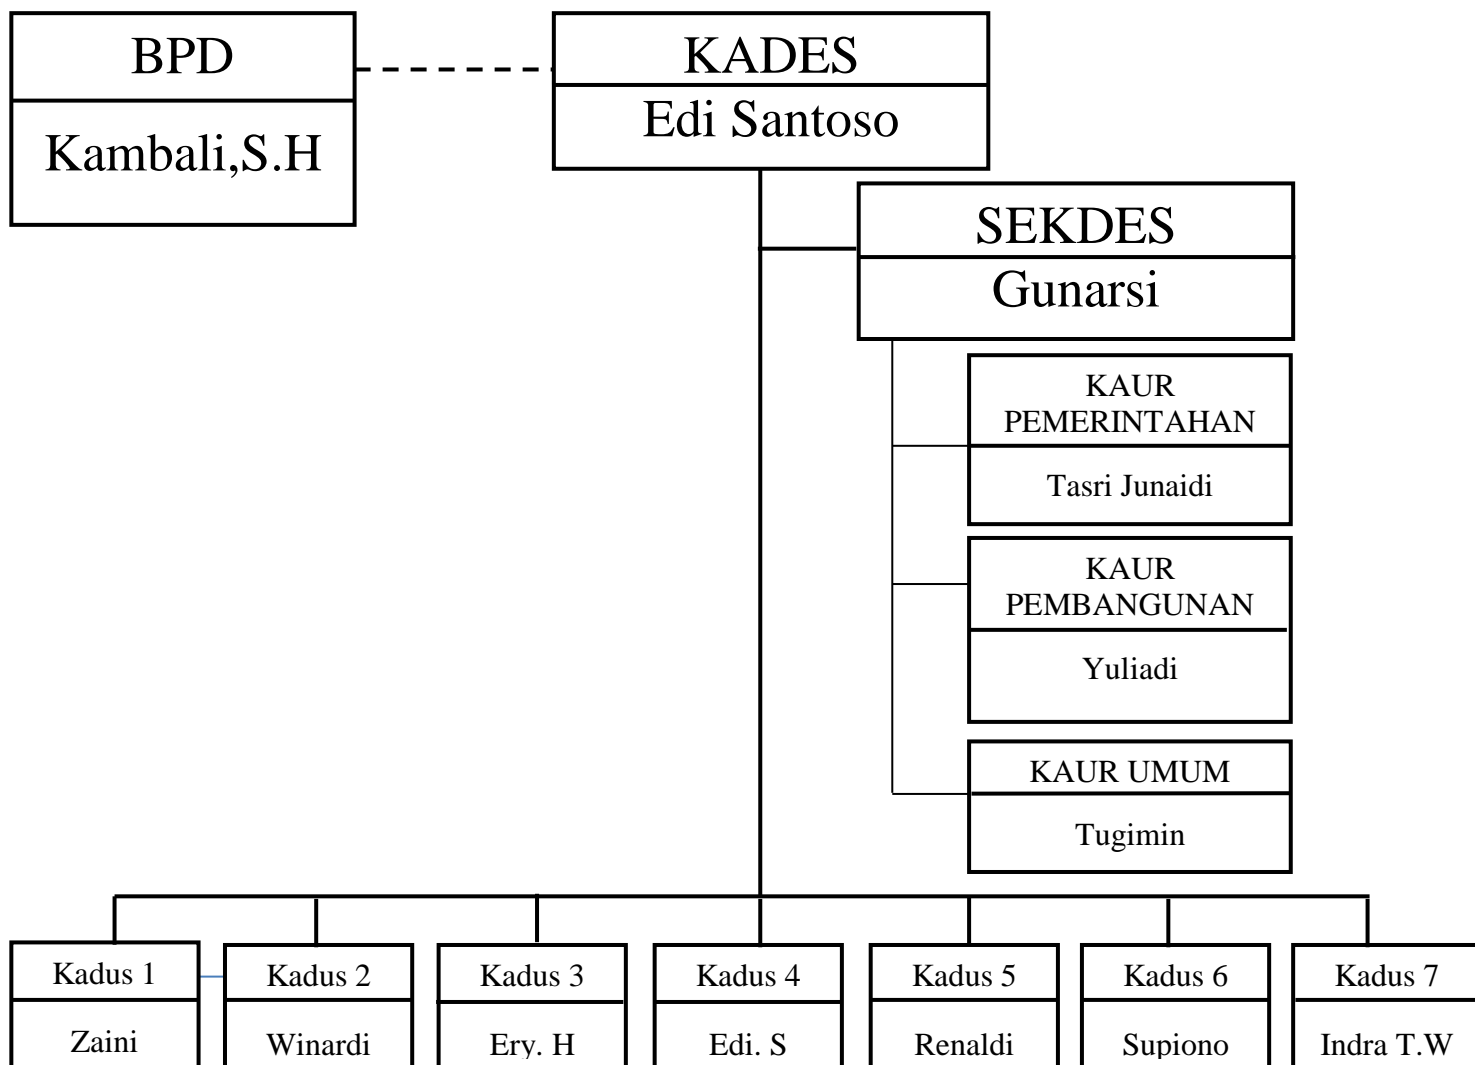 BPD
Kambali,S.H
KADES
Edi Santoso
SEKDES
Gunarsi
KAUR
PEMERINTAHAN
Tasri Junaidi
KAUR
PEMBANGUNAN
Yuliadi
KAUR UMUM
Tugimin
Kadus 1
Zaini
Kadus 2
Winardi
Kadus 3
Ery. H
Kadus 4
Edi. S
Kadus 5
Renaldi
Kadus 6
Supiono
Kadus 7
Indra T.W